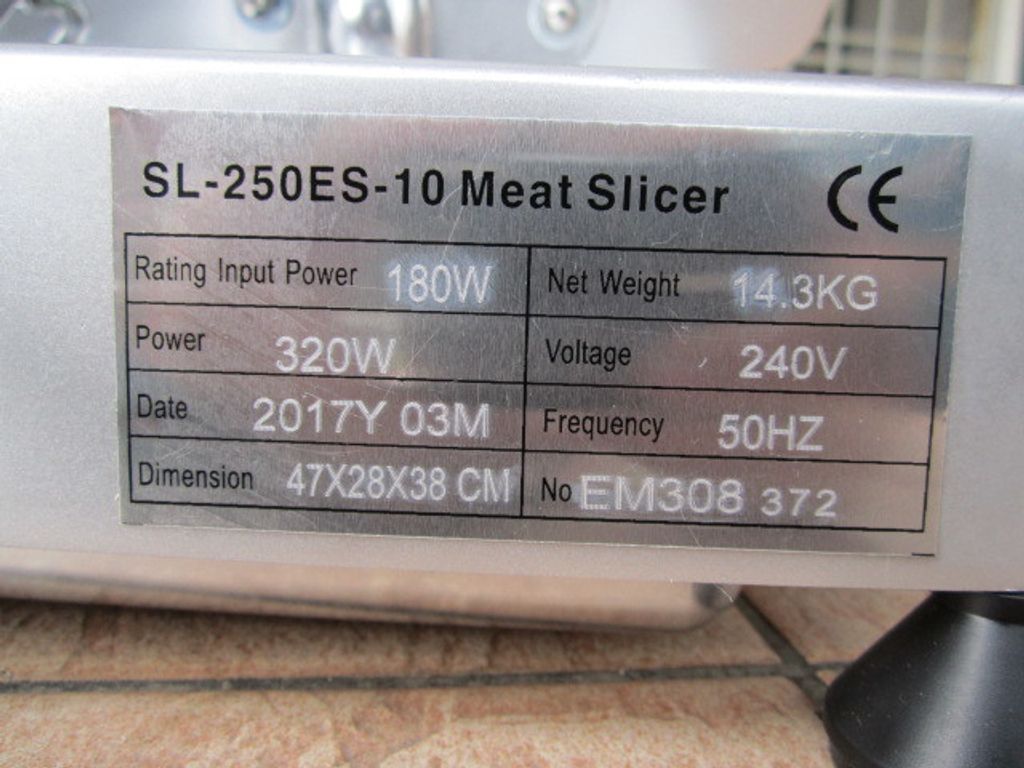 SL-250ES-10 Meat Slicer CE
Rating Input Power 180W Net Weight 14.3KG
Power 320W Voltage 240V
Date 2017Y 03M Frequency 50HZ
Dimension 47X28X38 CM No EM308 372